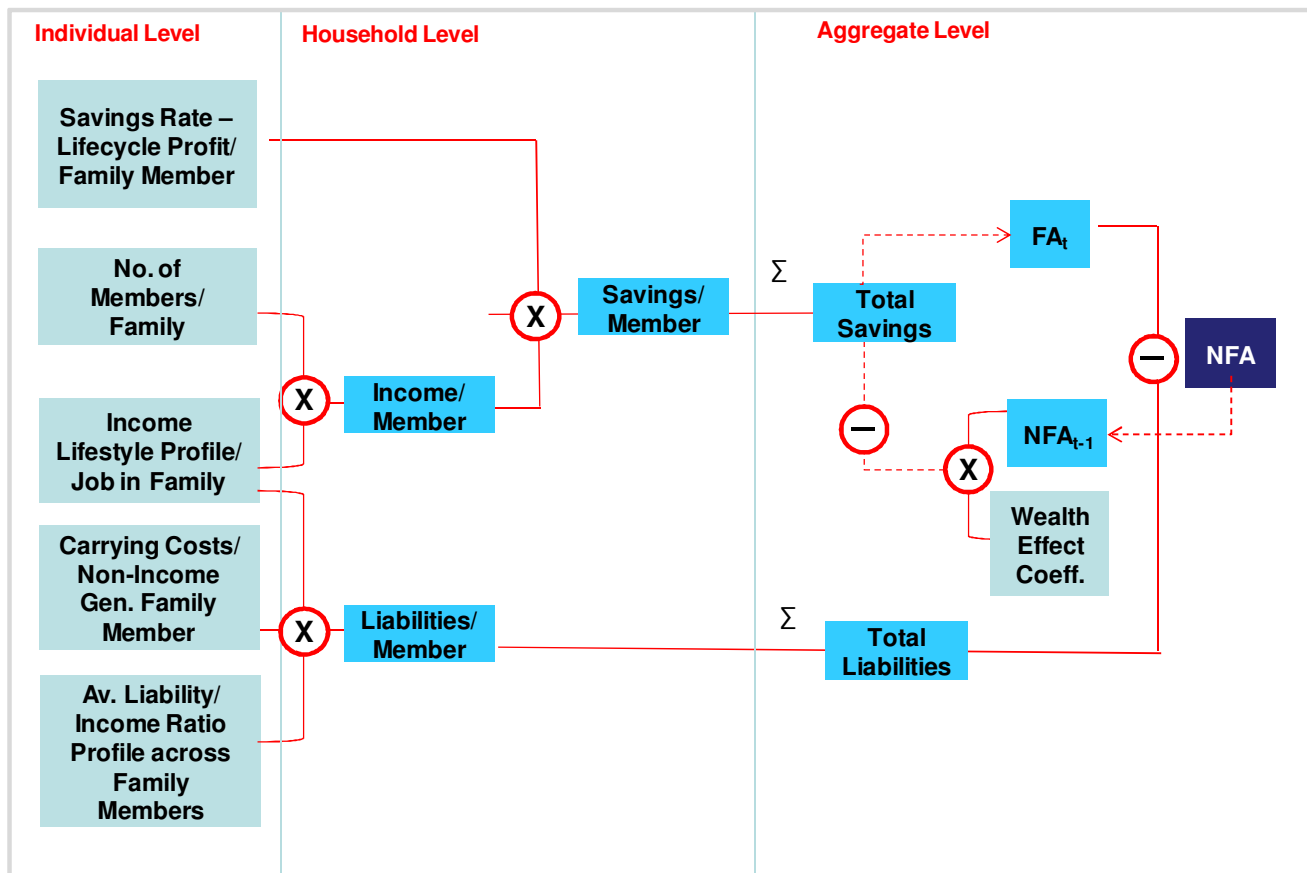 Individual Level
Household Level
Aggregate Level
Savings Rate –
Lifecycle Profit/
Family Member
No. of
Members/
Family
Income
Lifestyle Profile/
Job in Family
Carrying Costs/
Non-Income
Gen. Family
Member
Av. Liability/
Income Ratio
Profile across
Family
Members
X
Income/
Member
X
Liabilities/
Member
X
Savings/
Member
Σ
Total
Savings
FAₜ
–
NFA
–
NFAₜ₋₁
X
Wealth
Effect
Coeff.
Σ
Total
Liabilities